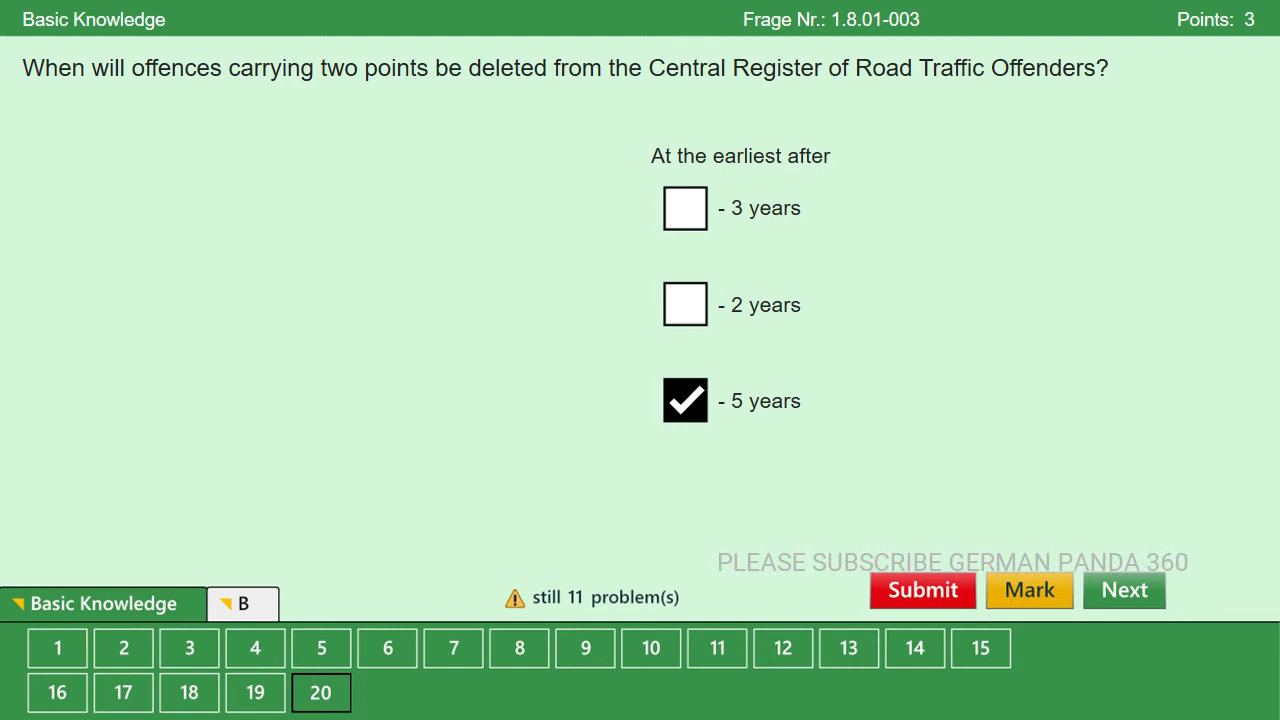 Basic Knowledge Frage Nr.: 1.8.01-003 Points: 3
When will offences carrying two points be deleted from the Central Register of Road Traffic Offenders?
At the earliest after
- 3 years
- 2 years
- 5 years
PLEASE SUBSCRIBE GERMAN PANDA 360
Basic Knowledge B still 11 problem(s) Submit Mark Next
1 2 3 4 5 6 7 8 9 10 11 12 13 14 15
16 17 18 19 20